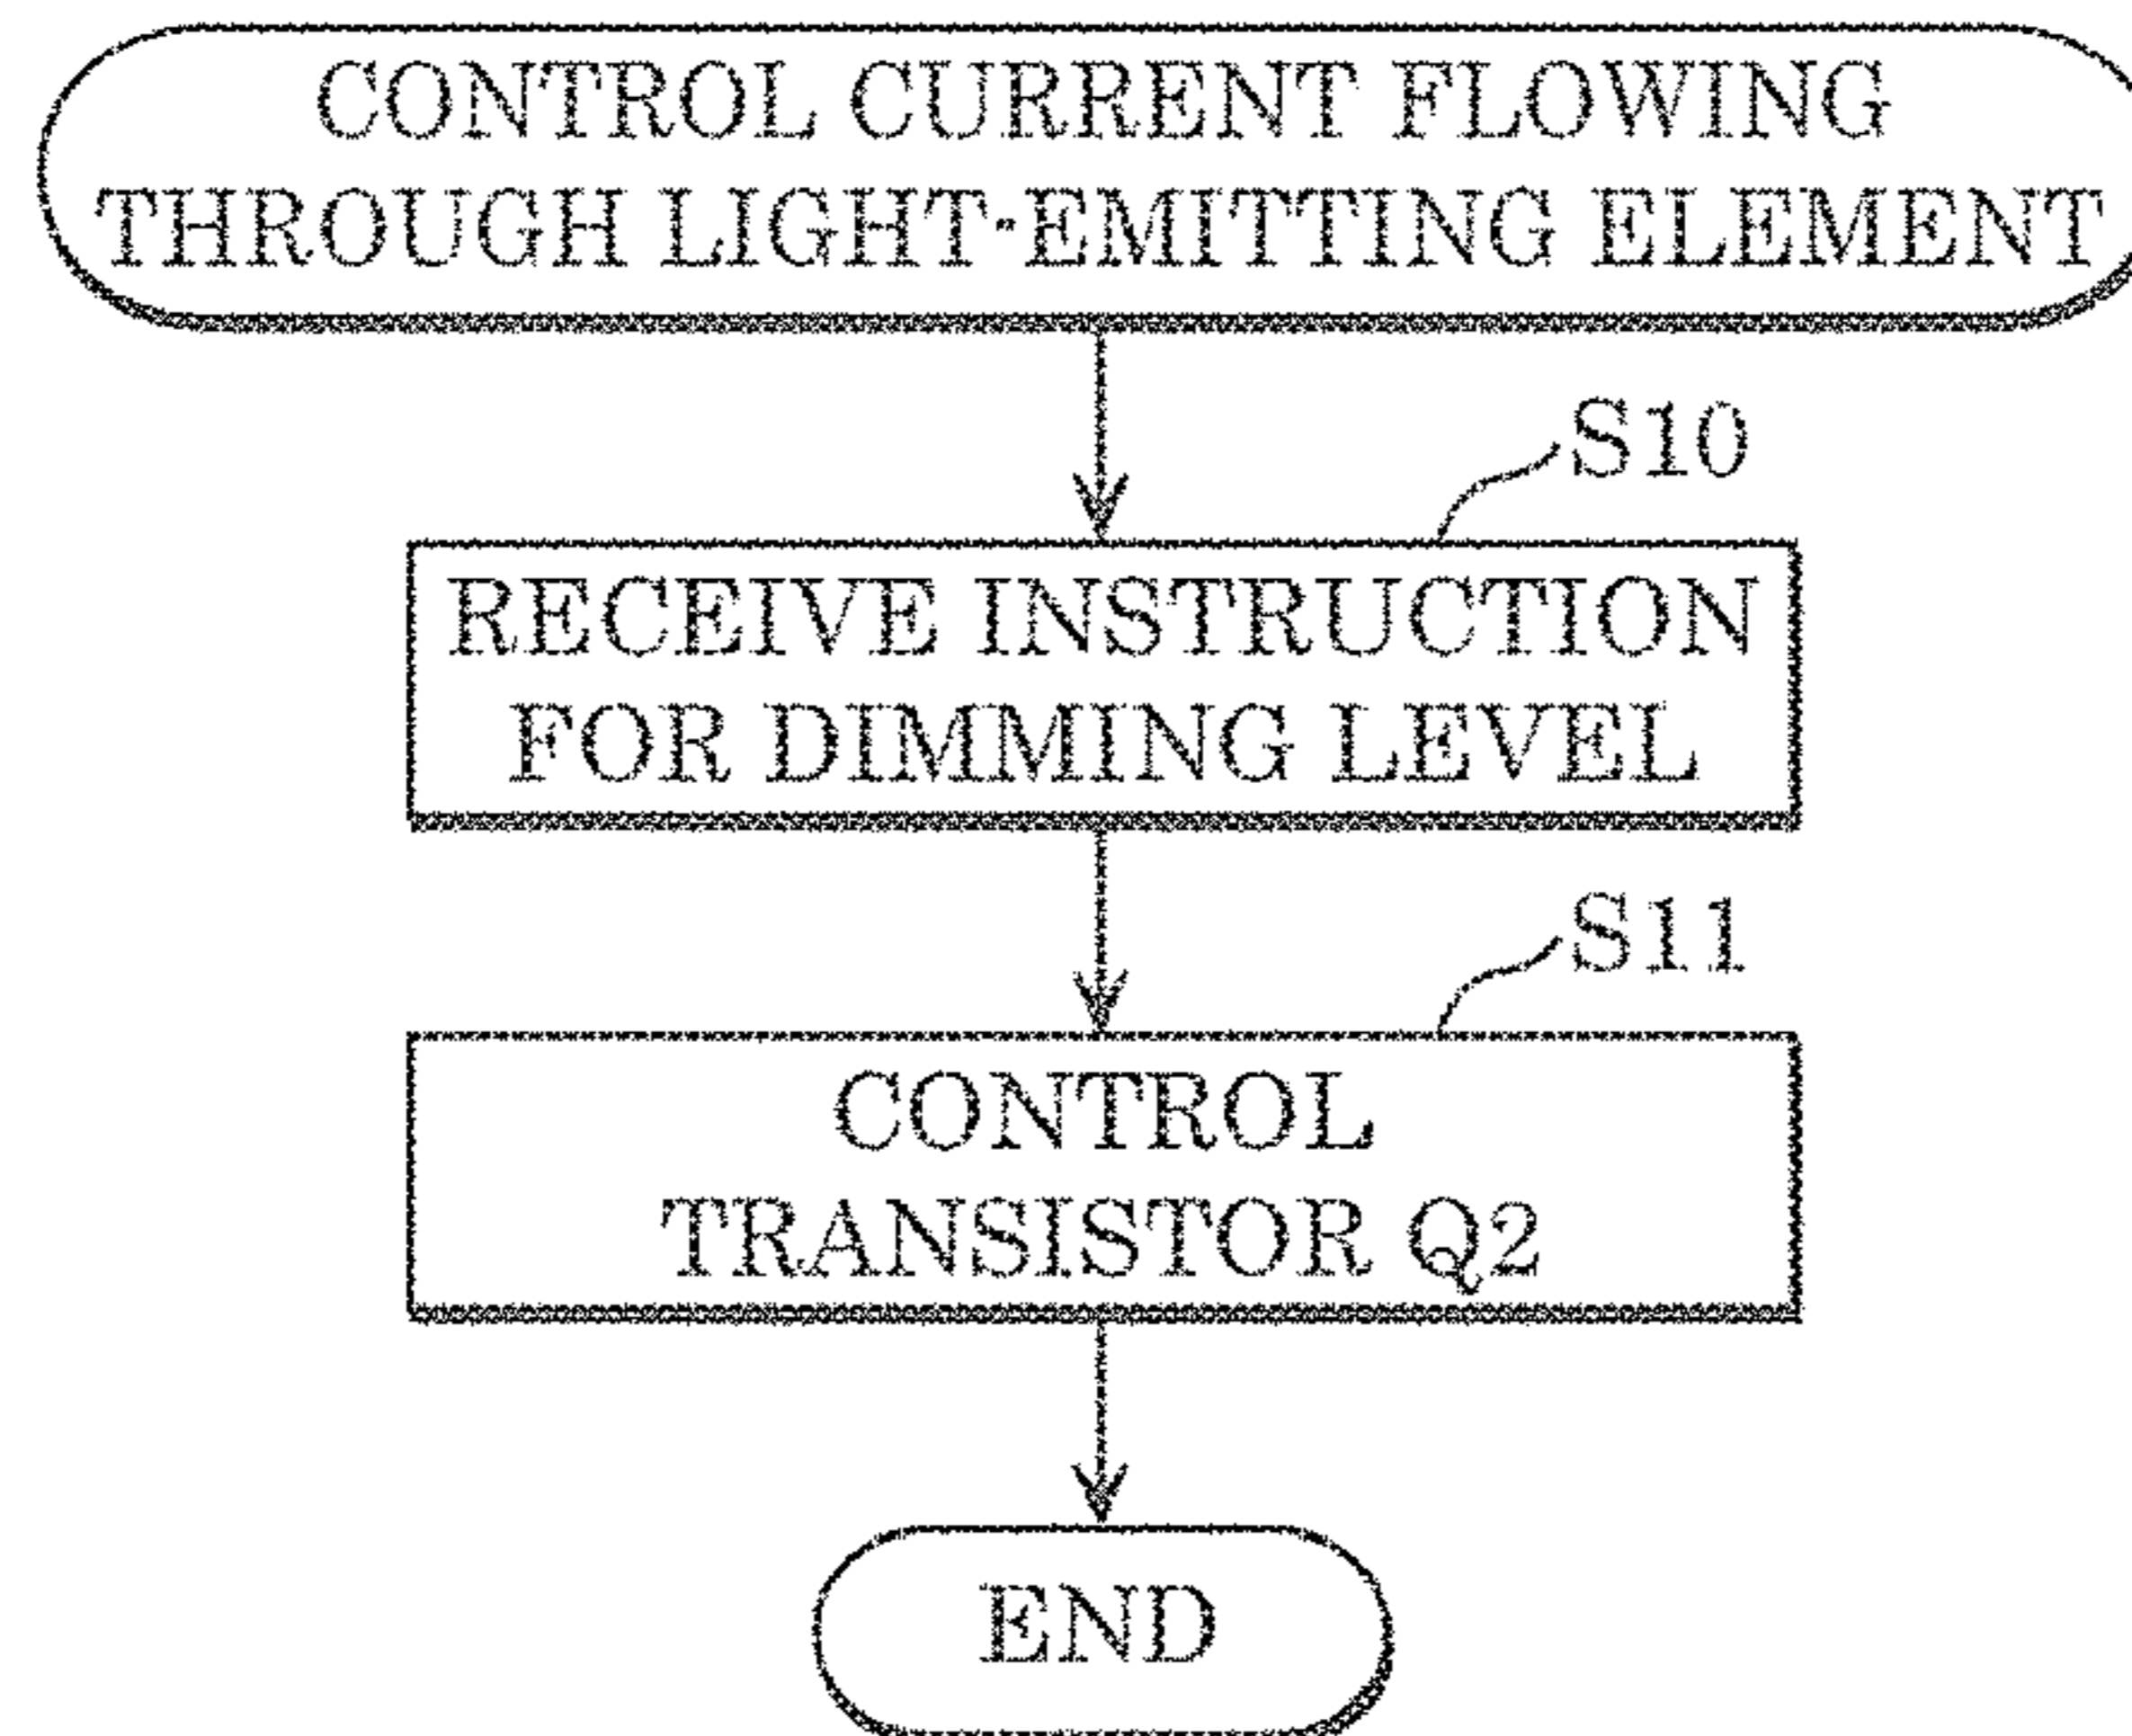 CONTROL CURRENT FLOWING
THROUGH LIGHT-EMITTING ELEMENT
S10
RECEIVE INSTRUCTION
FOR DIMMING LEVEL
S11
CONTROL
TRANSISTOR Q2
END